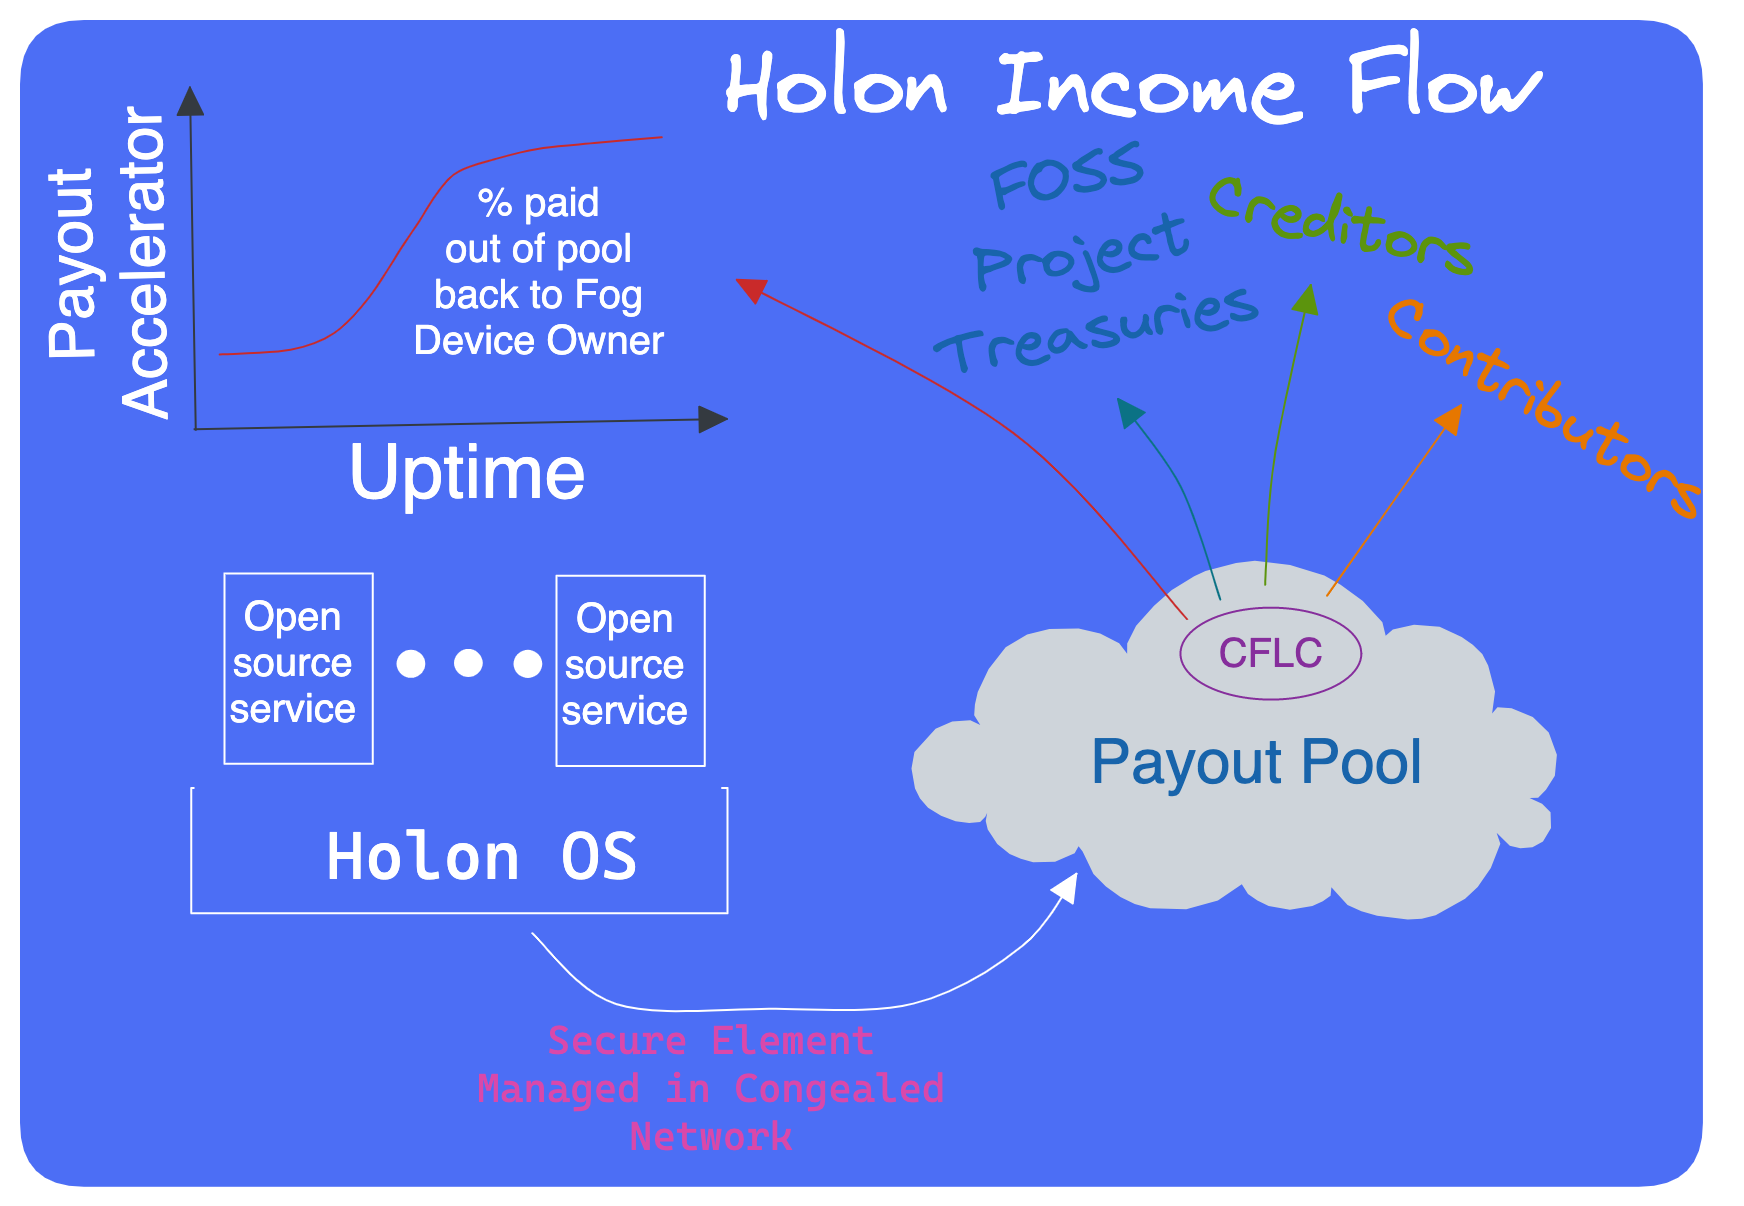 Holon Income Flow
Payout
Accelerator
% paid
out of pool
back to Fog
Device Owner
Uptime
FOSS
Project
Treasuries
Creditors
Contributors
Open
source
service
Open
source
service
Holon OS
CFLC
Payout Pool
Secure Element
Managed in Congealed
Network